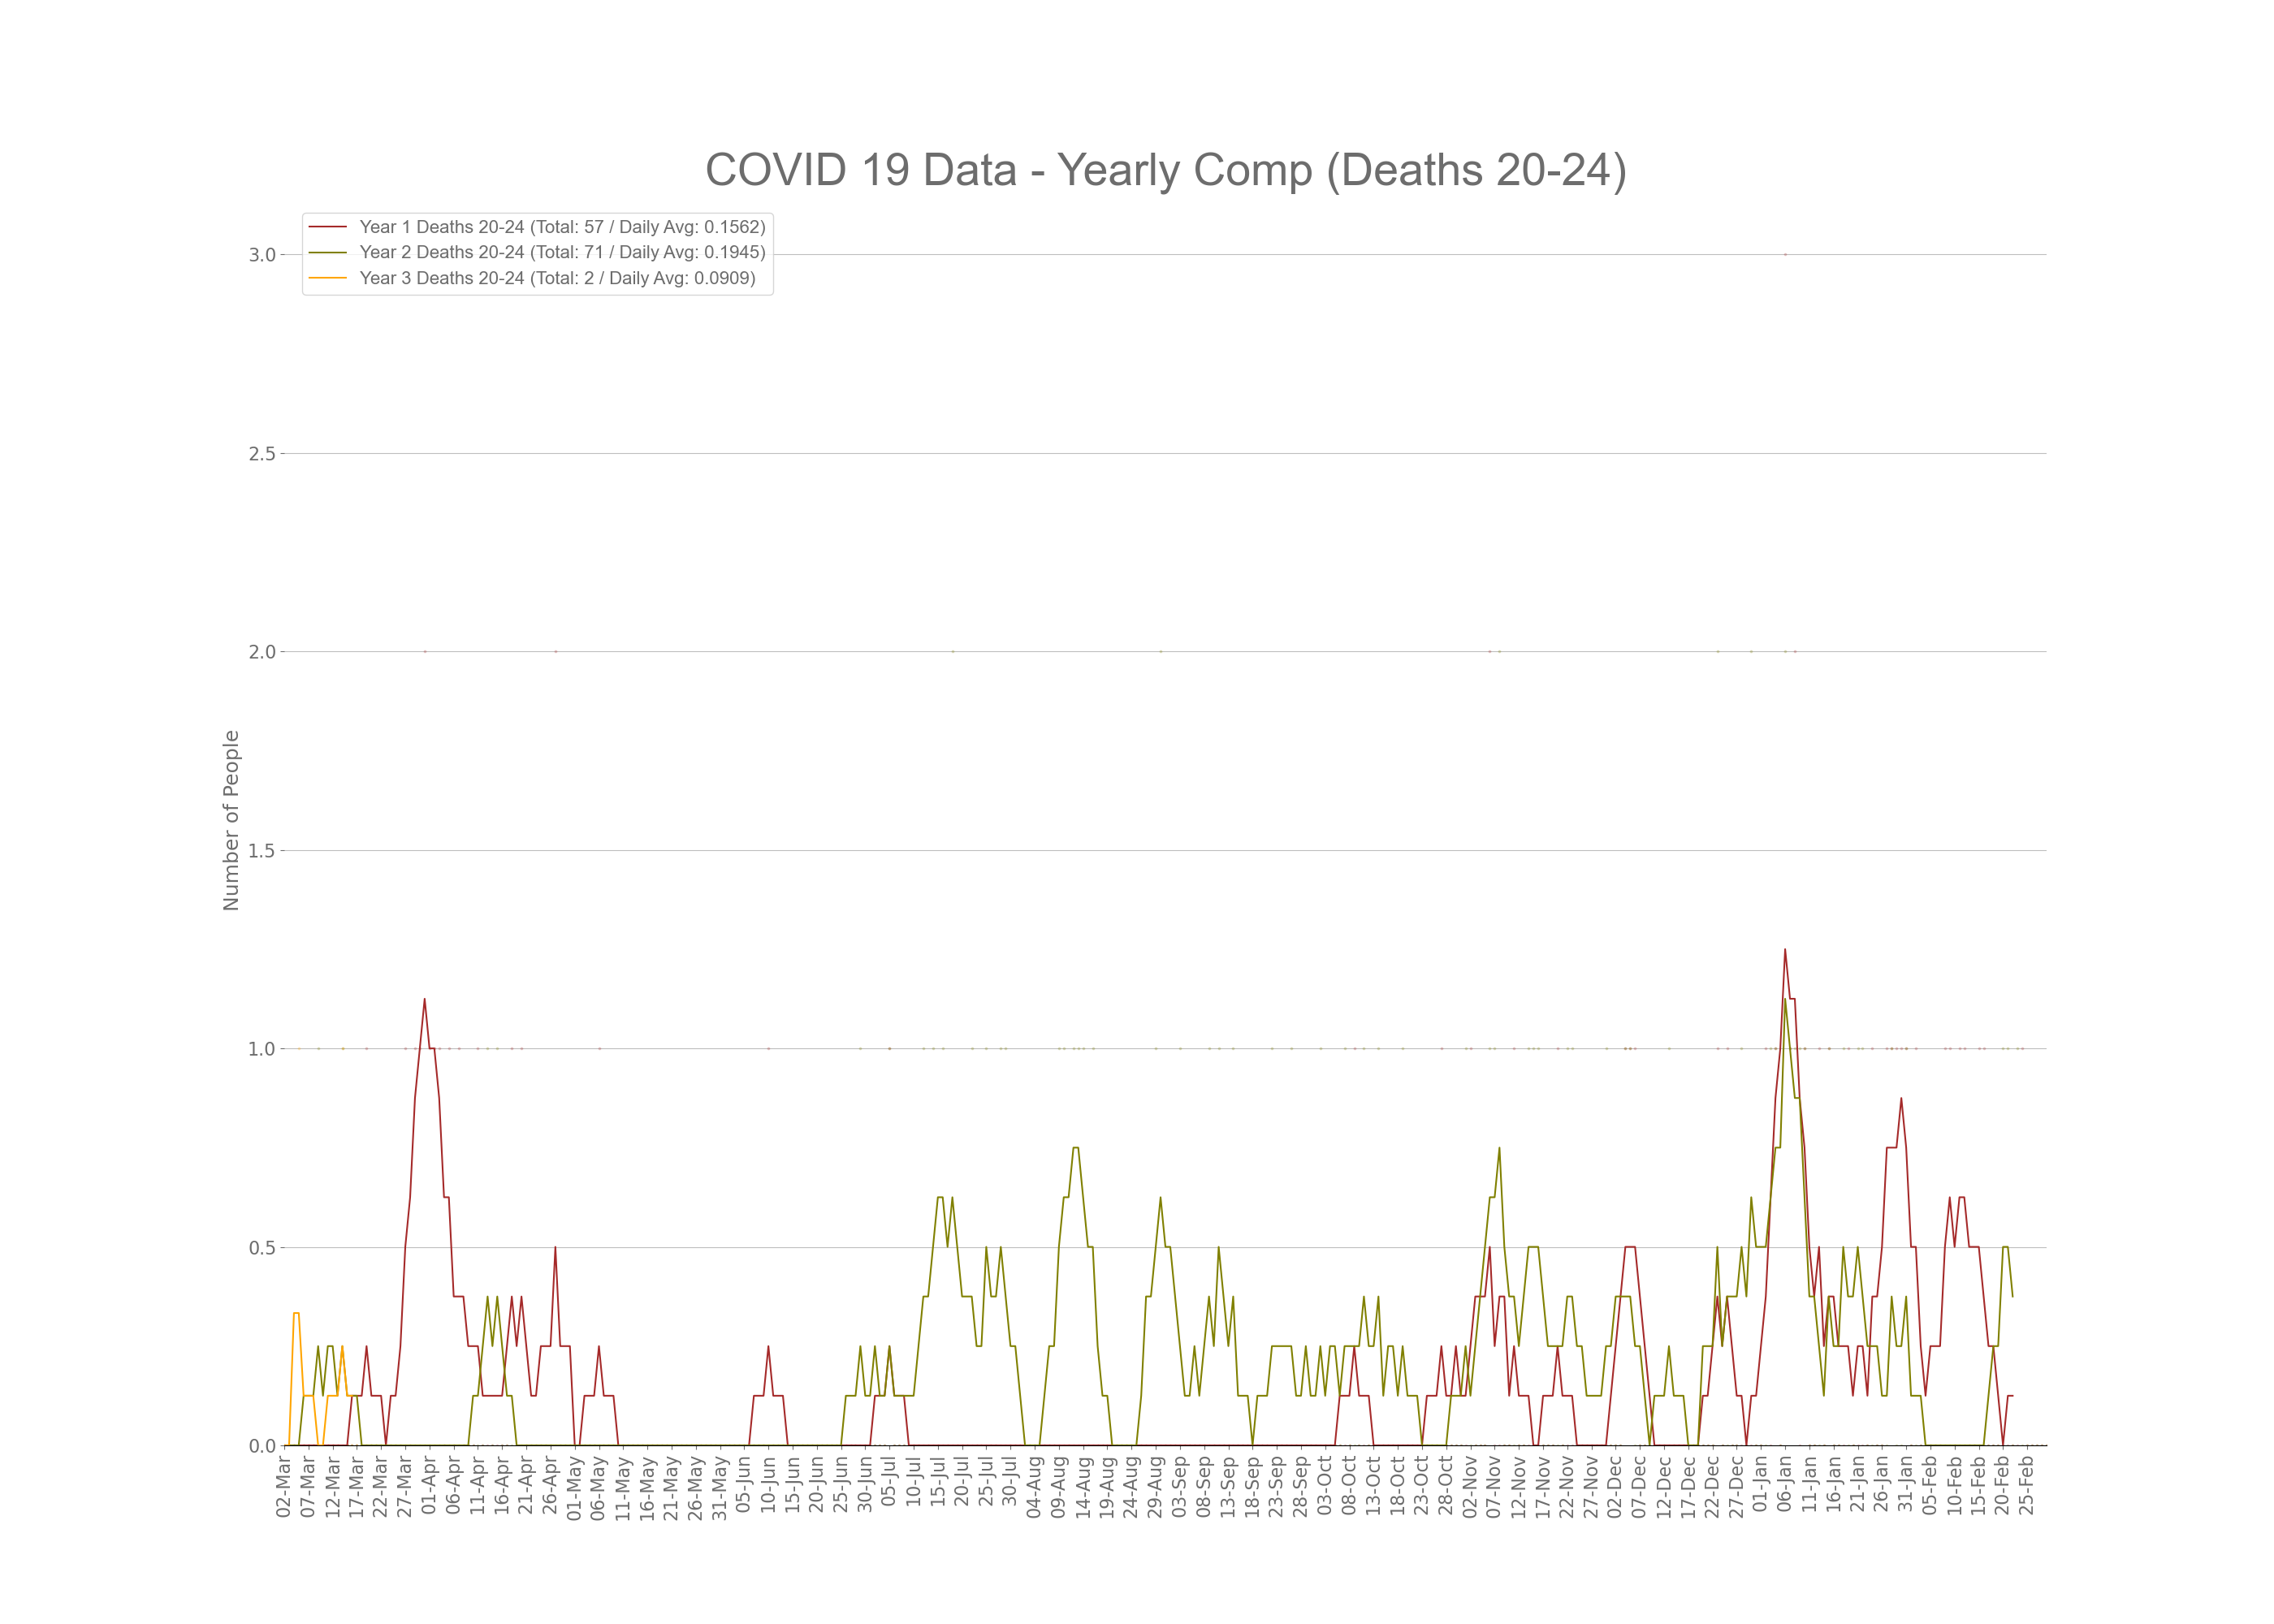 COVID 19 Data - Yearly Comp (Deaths 20-24)
Year 1 Deaths 20-24 (Total: 57 / Daily Avg: 0.1562)
Year 2 Deaths 20-24 (Total: 71 / Daily Avg: 0.1945)
Year 3 Deaths 20-24 (Total: 2 / Daily Avg: 0.0909)
3.0
2.5
2.0
1.5
1.0
0.5
0.0
Number of People
02-Mar
07-Mar
12-Mar
17-Mar
22-Mar
27-Mar
01-Apr
06-Apr
11-Apr
16-Apr
21-Apr
26-Apr
01-May
06-May
11-May
16-May
21-May
26-May
31-May
05-Jun
10-Jun
15-Jun
20-Jun
25-Jun
30-Jun
05-Jul
10-Jul
15-Jul
20-Jul
25-Jul
30-Jul
04-Aug
09-Aug
14-Aug
19-Aug
24-Aug
29-Aug
03-Sep
08-Sep
13-Sep
18-Sep
23-Sep
28-Sep
03-Oct
08-Oct
13-Oct
18-Oct
23-Oct
28-Oct
02-Nov
07-Nov
12-Nov
17-Nov
22-Nov
27-Nov
02-Dec
07-Dec
12-Dec
17-Dec
22-Dec
27-Dec
01-Jan
06-Jan
11-Jan
16-Jan
21-Jan
26-Jan
31-Jan
05-Feb
10-Feb
15-Feb
20-Feb
25-Feb